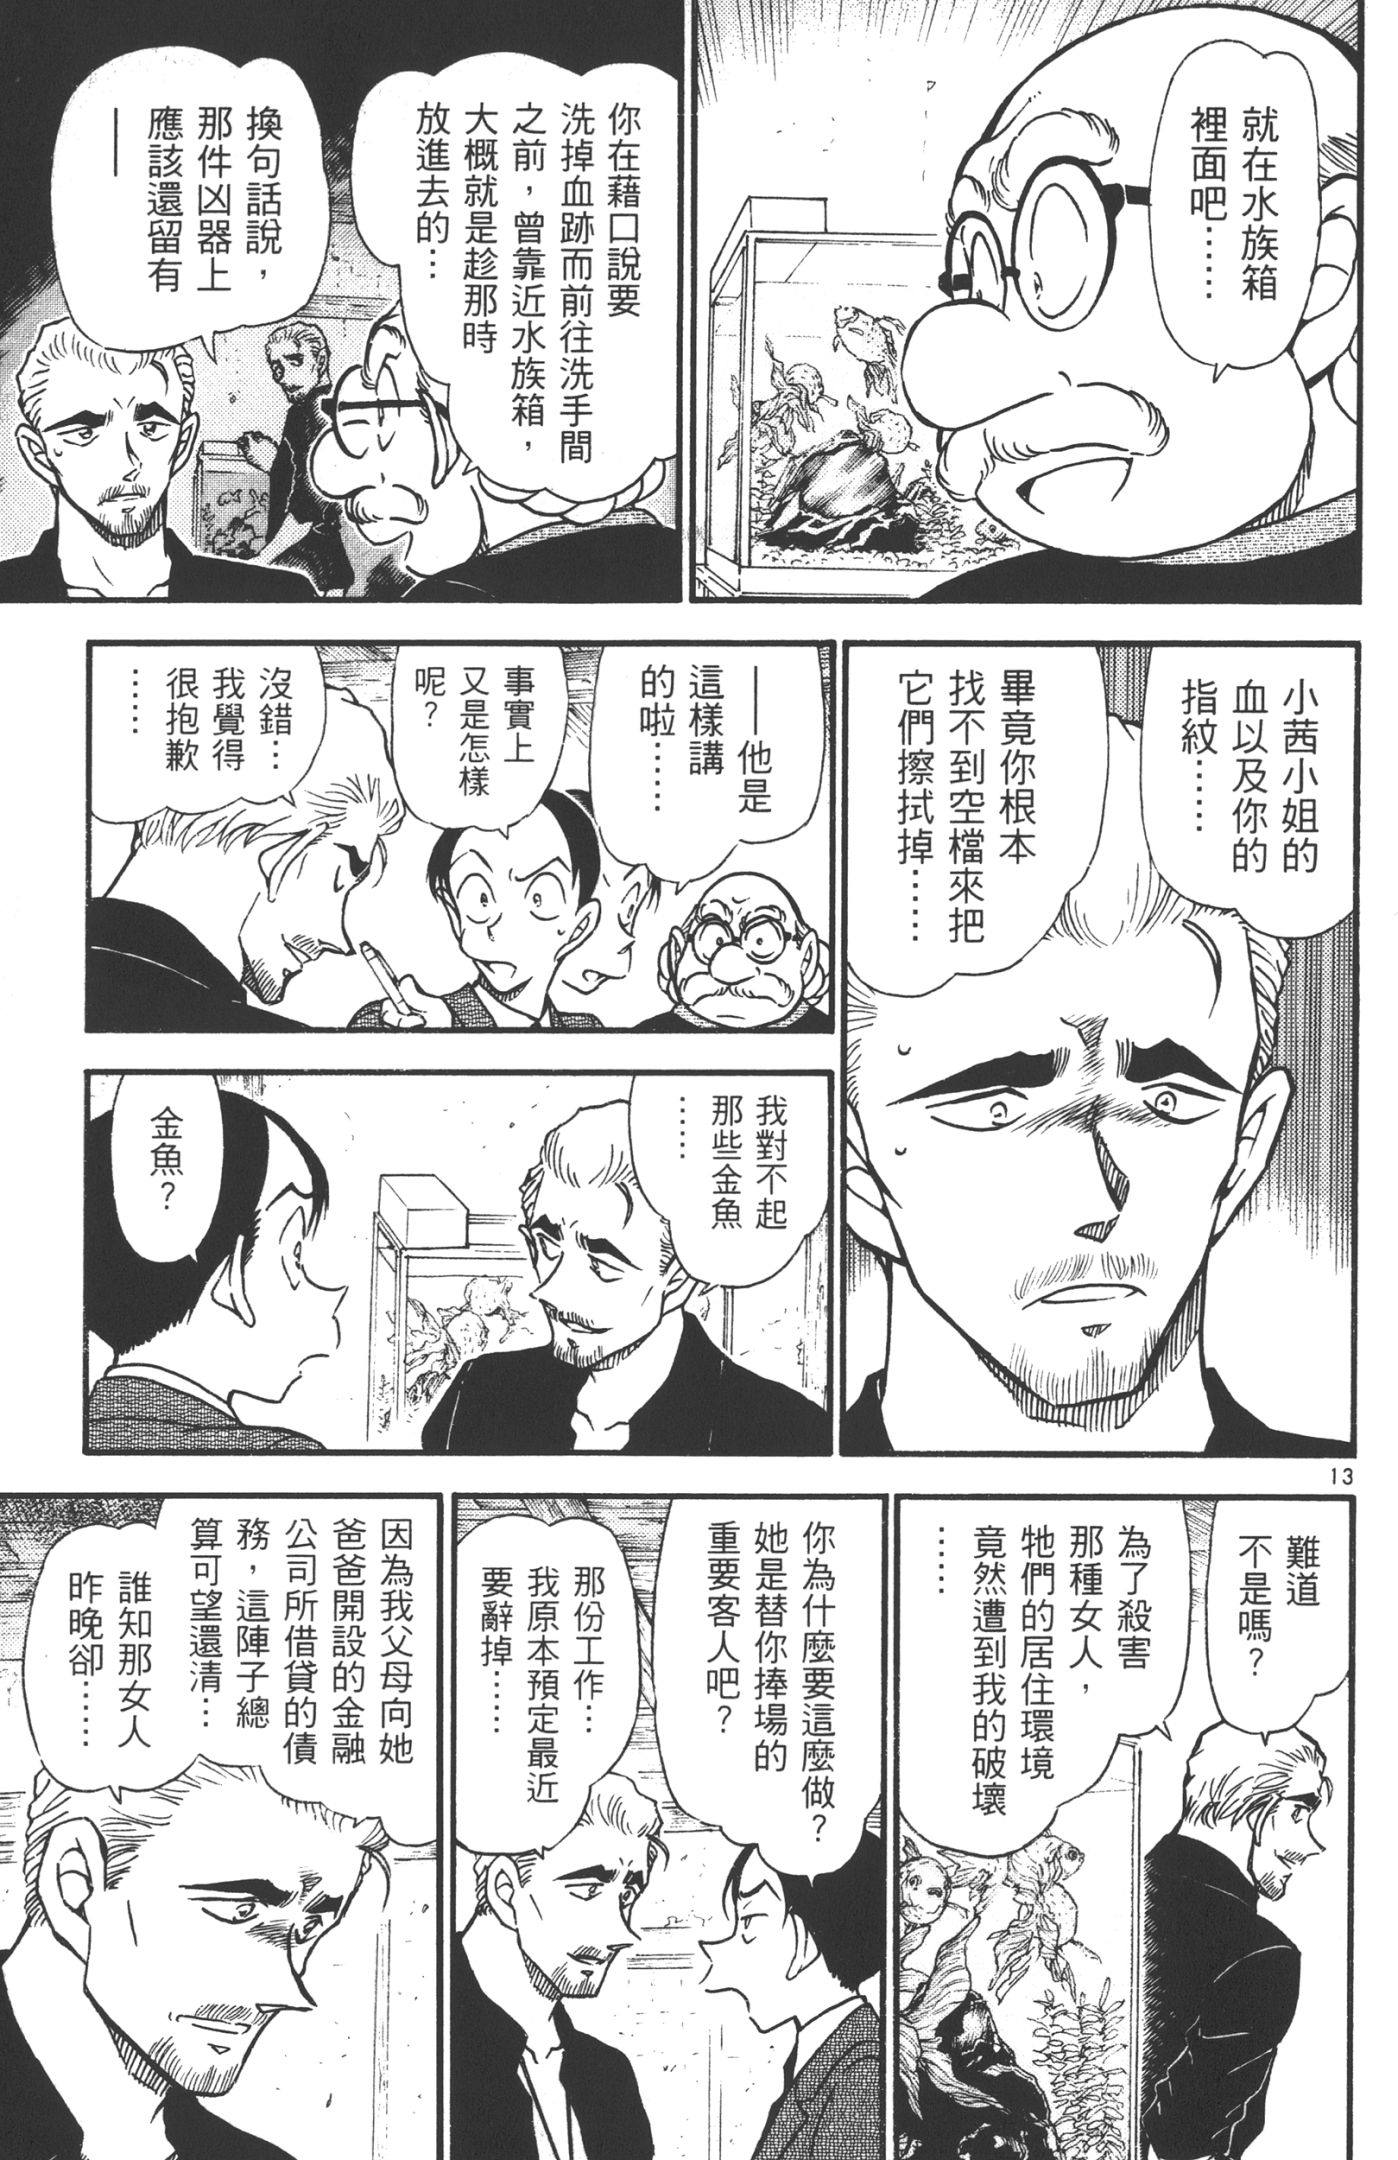 就在水族箱
裡面吧……
你在藉口說要
洗掉血跡而前往洗手間
之前，曾靠近水族箱，
大概就是趁那時
放進去的…
換句話說，
那件凶器上
應該還留有
——
小茜小姐的
血以及你的
指紋……
畢竟你根本
找不到空檔來把
它們擦拭掉……
——他是
這樣講
的啦……
事實上
又是怎樣
呢？
沒錯…
我覺得
很抱歉
……
我對不起
那些金魚
……
金魚？
13
難道
不是嗎？
為了殺害
那種女人，
牠們的居住環境
竟然遭到我的破壞
……
你為什麼要這麼做？
她是替你捧場的
重要客人吧？
那份工作…
我原本預定最近
要辭掉……
因為我父母向她
爸爸開設的金融
公司所借貸的債
務，這陣子總
算可望還清…
誰知那女人
昨晚卻……